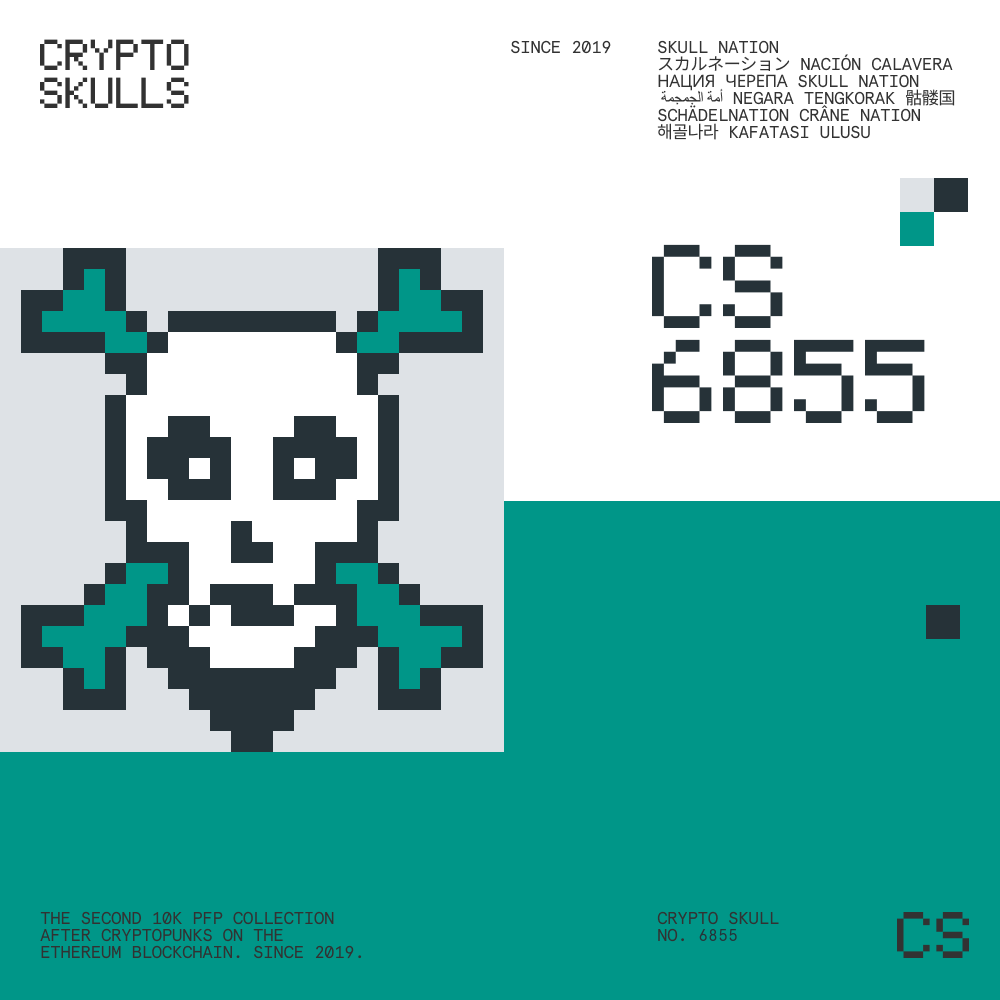 CRYPTO
SKULLS
SINCE 2019
SKULL NATION
スカルネーション NACIÓN CALAVERA
НАЦИЯ ЧЕРЕПА SKULL NATION
أمة الجمجمة NEGARA TENGKORAK 骷髅国
SCHÄDELNATION CRÂNE NATION
해골나라 KAFATASI ULUSU
CS
6855
THE SECOND 10K PFP COLLECTION
AFTER CRYPTOPUNKS ON THE
ETHEREUM BLOCKCHAIN. SINCE 2019.
CRYPTO SKULL
NO. 6855
CS